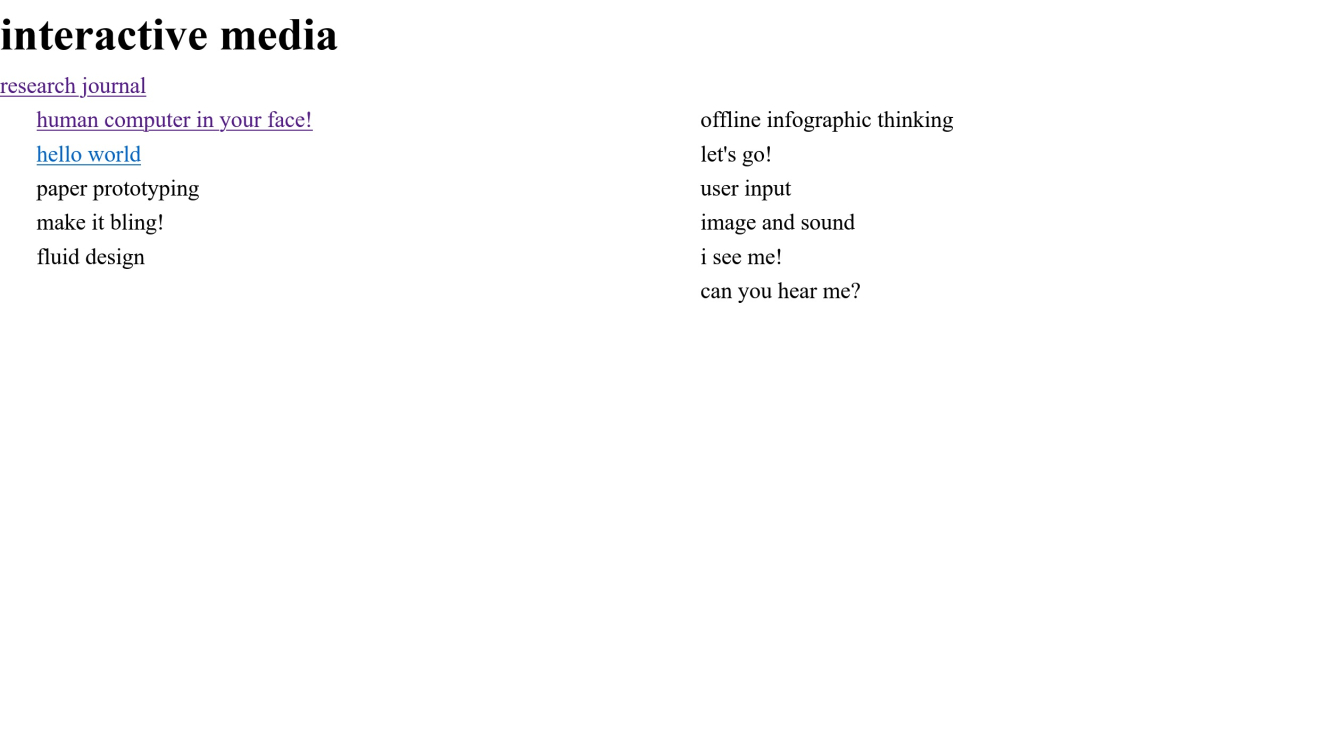 interactive media
research journal
human computer in your face!
hello world
paper prototyping
make it bling!
fluid design
offline infographic thinking
let's go!
user input
image and sound
i see me!
can you hear me?